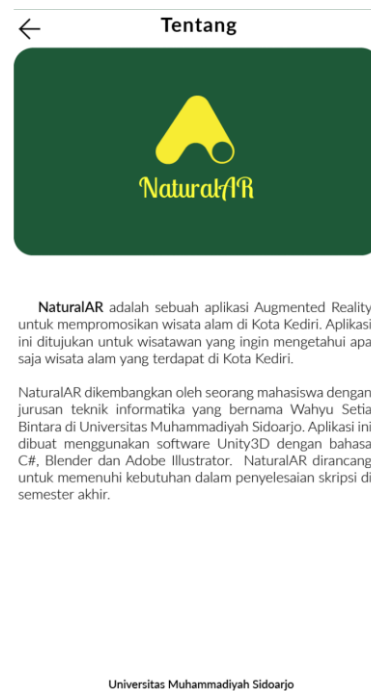 Tentang
NaturalAR
NaturalAR adalah sebuah aplikasi Augmented Reality
untuk mempromosikan wisata alam di Kota Kediri. Aplikasi
ini ditujukan untuk wisatawan yang ingin mengetahui apa
saja wisata alam yang terdapat di Kota Kediri.
NaturalAR dikembangkan oleh seorang mahasiswa dengan
jurusan teknik informatika yang bernama Wahyu Setia
Bintara di Universitas Muhammadiyah Sidoarjo. Aplikasi ini
dibuat menggunakan software Unity3D dengan bahasa
C#, Blender dan Adobe Illustrator. NaturalAR dirancang
untuk memenuhi kebutuhan dalam penyelesaian skripsi di
semester akhir.
Universitas Muhammadiyah Sidoarjo